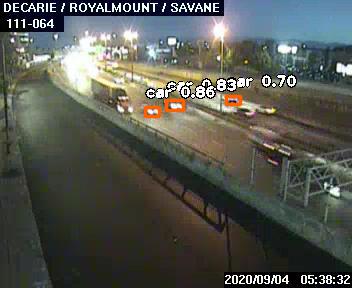 DECARIE / ROYALMOUNT / SAVANE
111-064
car 0.83 car 0.70
car 0.86
2020/09/04 05:38:32